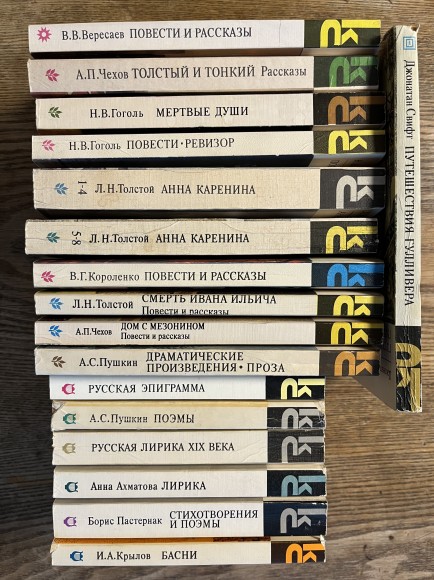 В.В.Вересаев ПОВЕСТИ И РАССКАЗЫ
А.П.Чехов ТОЛСТЫЙ И ТОНКИЙ Рассказы
Н.В.Гоголь МЕРТВЫЕ ДУШИ
Н.В.Гоголь ПОВЕСТИ·РЕВИЗОР
1-4 Л.Н.Толстой АННА КАРЕНИНА
5-8 Л.Н.Толстой АННА КАРЕНИНА
В.Г.Короленко ПОВЕСТИ И РАССКАЗЫ
Л.Н.Толстой СМЕРТЬ ИВАНА ИЛЬИЧА
Повести и рассказы
А.П.Чехов ДОМ С МЕЗОНИНОМ
Повести и рассказы
А.С.Пушкин ДРАМАТИЧЕСКИЕ
ПРОИЗВЕДЕНИЯ·ПРОЗА
РУССКАЯ ЭПИГРАММА
А.С.Пушкин ПОЭМЫ
РУССКАЯ ЛИРИКА XIX ВЕКА
Анна Ахматова ЛИРИКА
Борис Пастернак СТИХОТВОРЕНИЯ
И ПОЭМЫ
И.А.Крылов БАСНИ
Джонатан Свифт ПУТЕШЕСТВИЯ ГУЛЛИВЕРА